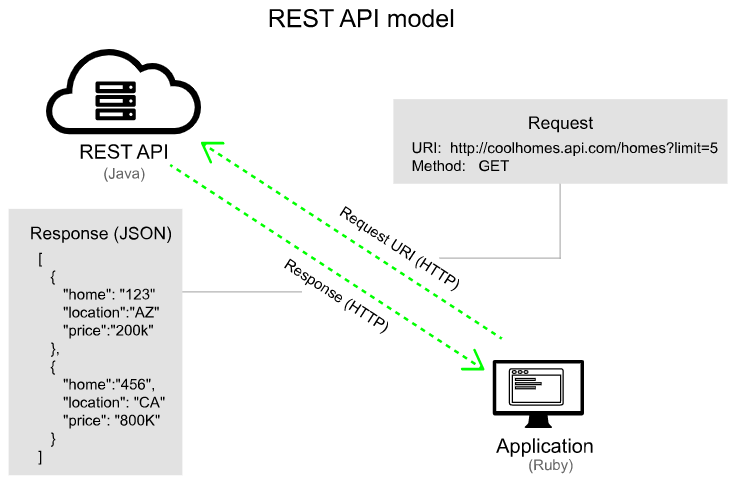 REST API model
REST API
(Java)
Request
URI:  http://coolhomes.api.com/homes?limit=5
Method:   GET
Request URI (HTTP)
Response (HTTP)
Response (JSON)
[
{
"home": "123"
"location":"AZ"
"price":"200k"
},
{
"home":"456",
"location": "CA"
"price": "800K"
}
]
Application
(Ruby)